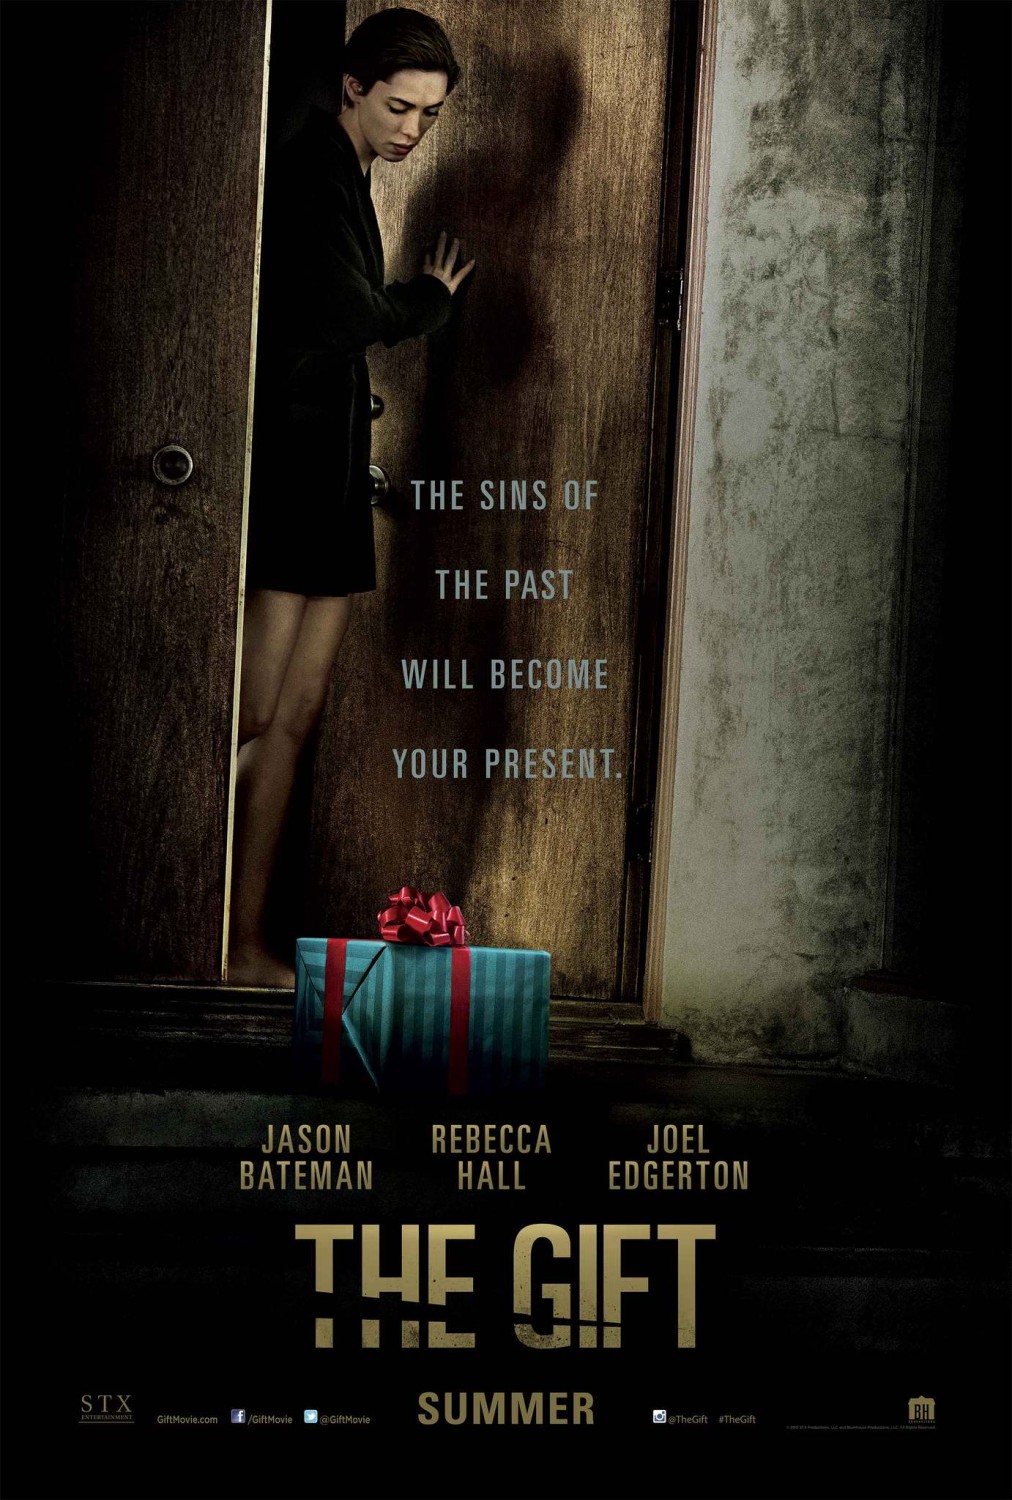 THE SINS OF
THE PAST
WILL BECOME
YOUR PRESENT.
JASON
BATEMAN
REBECCA
HALL
JOEL
EDGERTON
THE GIFT
SUMMER
STX
ENTERTAINMENT
GiftMovie.com
f /GiftMovie
@GiftMovie
@TheGift
#TheGift
BH
PRODUCTIONS